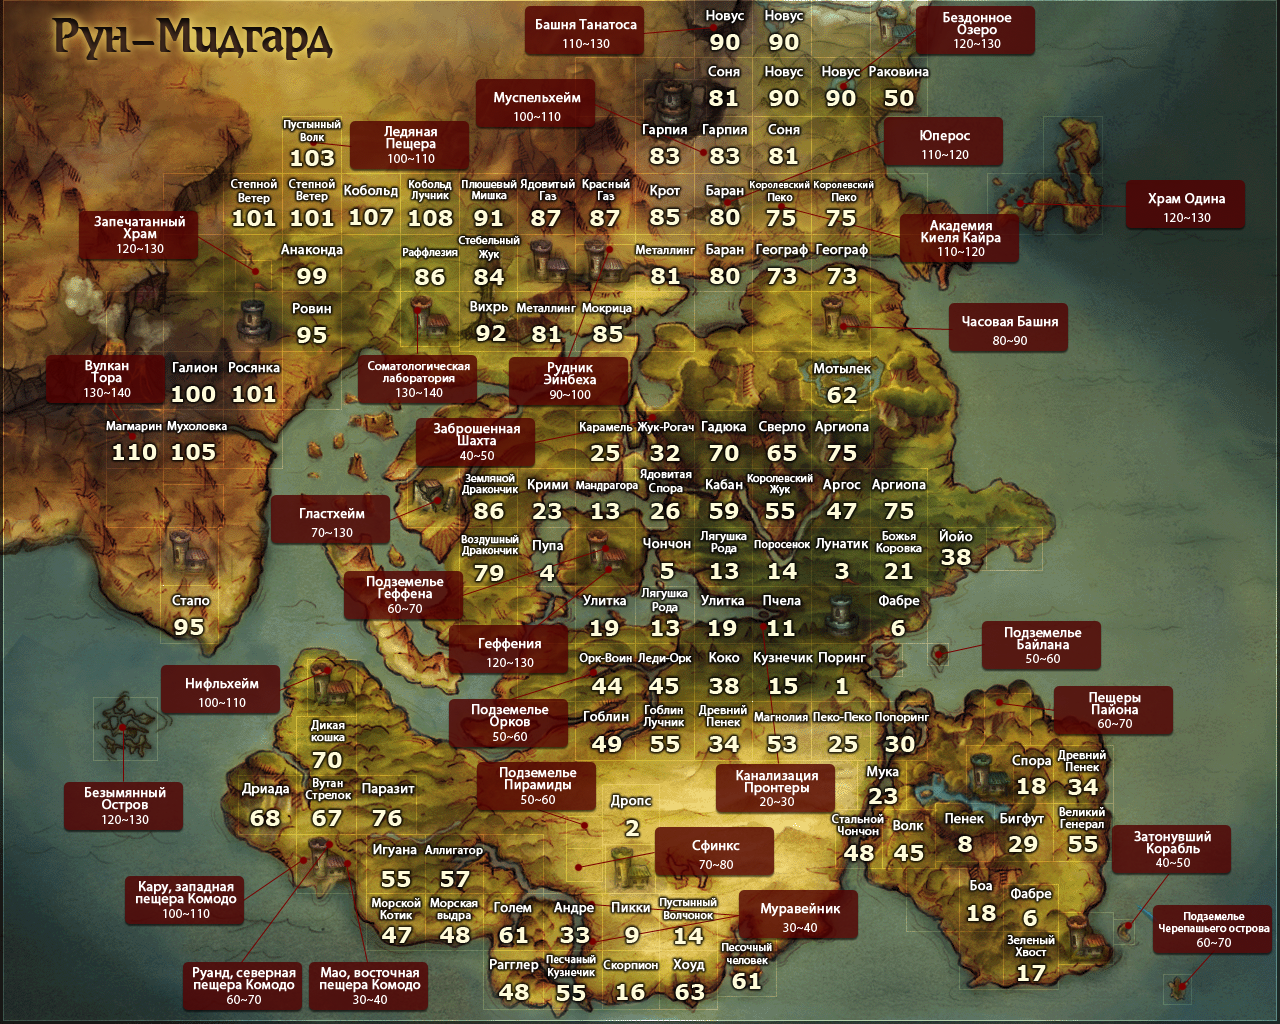 Рун-Мидгард
Башня Танатоса
110~130
Новус
90
Новус
90
Бездонное
Озеро
120~130
Соня
81
Новус
90
Новус
90
Раковина
50
Муспельхейм
100~110
Гарпия
83
Гарпия
83
Соня
81
Пустынный
Волк
103
Ледяная
Пещера
100~110
Юперос
110~120
Степной
Ветер
101
Степной
Ветер
101
Кобольд
107
Кобольд
Лучник
108
Плюшевый
Мишка
91
Ядовитый
Газ
87
Красный
Газ
87
Крот
85
Баран
80
Королевский
Пеко
75
Королевский
Пеко
75
Храм Одина
120~130
Запечатанный
Храм
120~130
Академия
Киеля Кайра
110~120
Анаконда
99
Раффлезия
86
Стебельный
Жук
84
Металлинг
81
Баран
80
Географ
73
Географ
73
Ровин
95
Вихрь
92
Металлинг
81
Мокрица
85
Часовая Башня
80~90
Вулкан
Тора
130~140
Галион
100
Росянка
101
Соматологическая
лаборатория
130~140
Рудник
Эйнбеха
90~100
Мотылек
62
Магмарин
110
Мухоловка
105
Заброшенная
Шахта
40~50
Карамель
25
Жук-Рогач
32
Гадюка
70
Сверло
65
Аргиопа
75
Земляной
Дракончик
86
Крими
23
Мандрагора
13
Ядовитая
Спора
26
Кабан
59
Королевский
Жук
55
Аргос
47
Аргиопа
75
Гластхейм
70~130
Воздушный
Дракончик
79
Пупа
4
Чончон
5
Лягушка
Рода
13
Поросенок
14
Лунатик
3
Божья
Коровка
21
Йойо
38
Подземелье
Геффена
60~70
Стапо
95
Улитка
19
Лягушка
Рода
13
Улитка
19
Пчела
11
Фабре
6
Геффения
120~130
Подземелье
Байлана
50~60
Орк-Воин
44
Леди-Орк
45
Коко
38
Кузнечик
15
Поринг
1
Нифльхейм
100~110
Подземелье
Орков
50~60
Гоблин
49
Гоблин
Лучник
55
Древний
Пенек
34
Магнолия
53
Пеко-Пеко
25
Попоринг
30
Пещеры
Пайона
60~70
Дикая
кошка
70
Безымянный
Остров
120~130
Дриада
68
Вутан
Стрелок
67
Паразит
76
Подземелье
Пирамиды
50~60
Дропс
2
Канализация
Пронтеры
20~30
Мука
23
Спора
18
Древний
Пенек
34
Стальной
Чончон
48
Волк
45
Пенек
8
Бигфут
29
Великий
Генерал
55
Игуана
55
Аллигатор
57
Сфинкс
70~80
Затонувший
Корабль
40~50
Кару, западная
пещера Комодо
100~110
Морской
Котик
47
Морская
выдра
48
Голем
61
Андре
33
Пикки
9
Пустынный
Волчонок
14
Муравейник
30~40
Боа
18
Фабре
6
Подземелье
Черепашьего острова
60~70
Руанд, северная
пещера Комодо
60~70
Мао, восточная
пещера Комодо
30~40
Рагглер
48
Песчаный
Кузнечик
55
Скорпион
16
Хоуд
63
Песочный
человек
61
Зеленый
Хвост
17